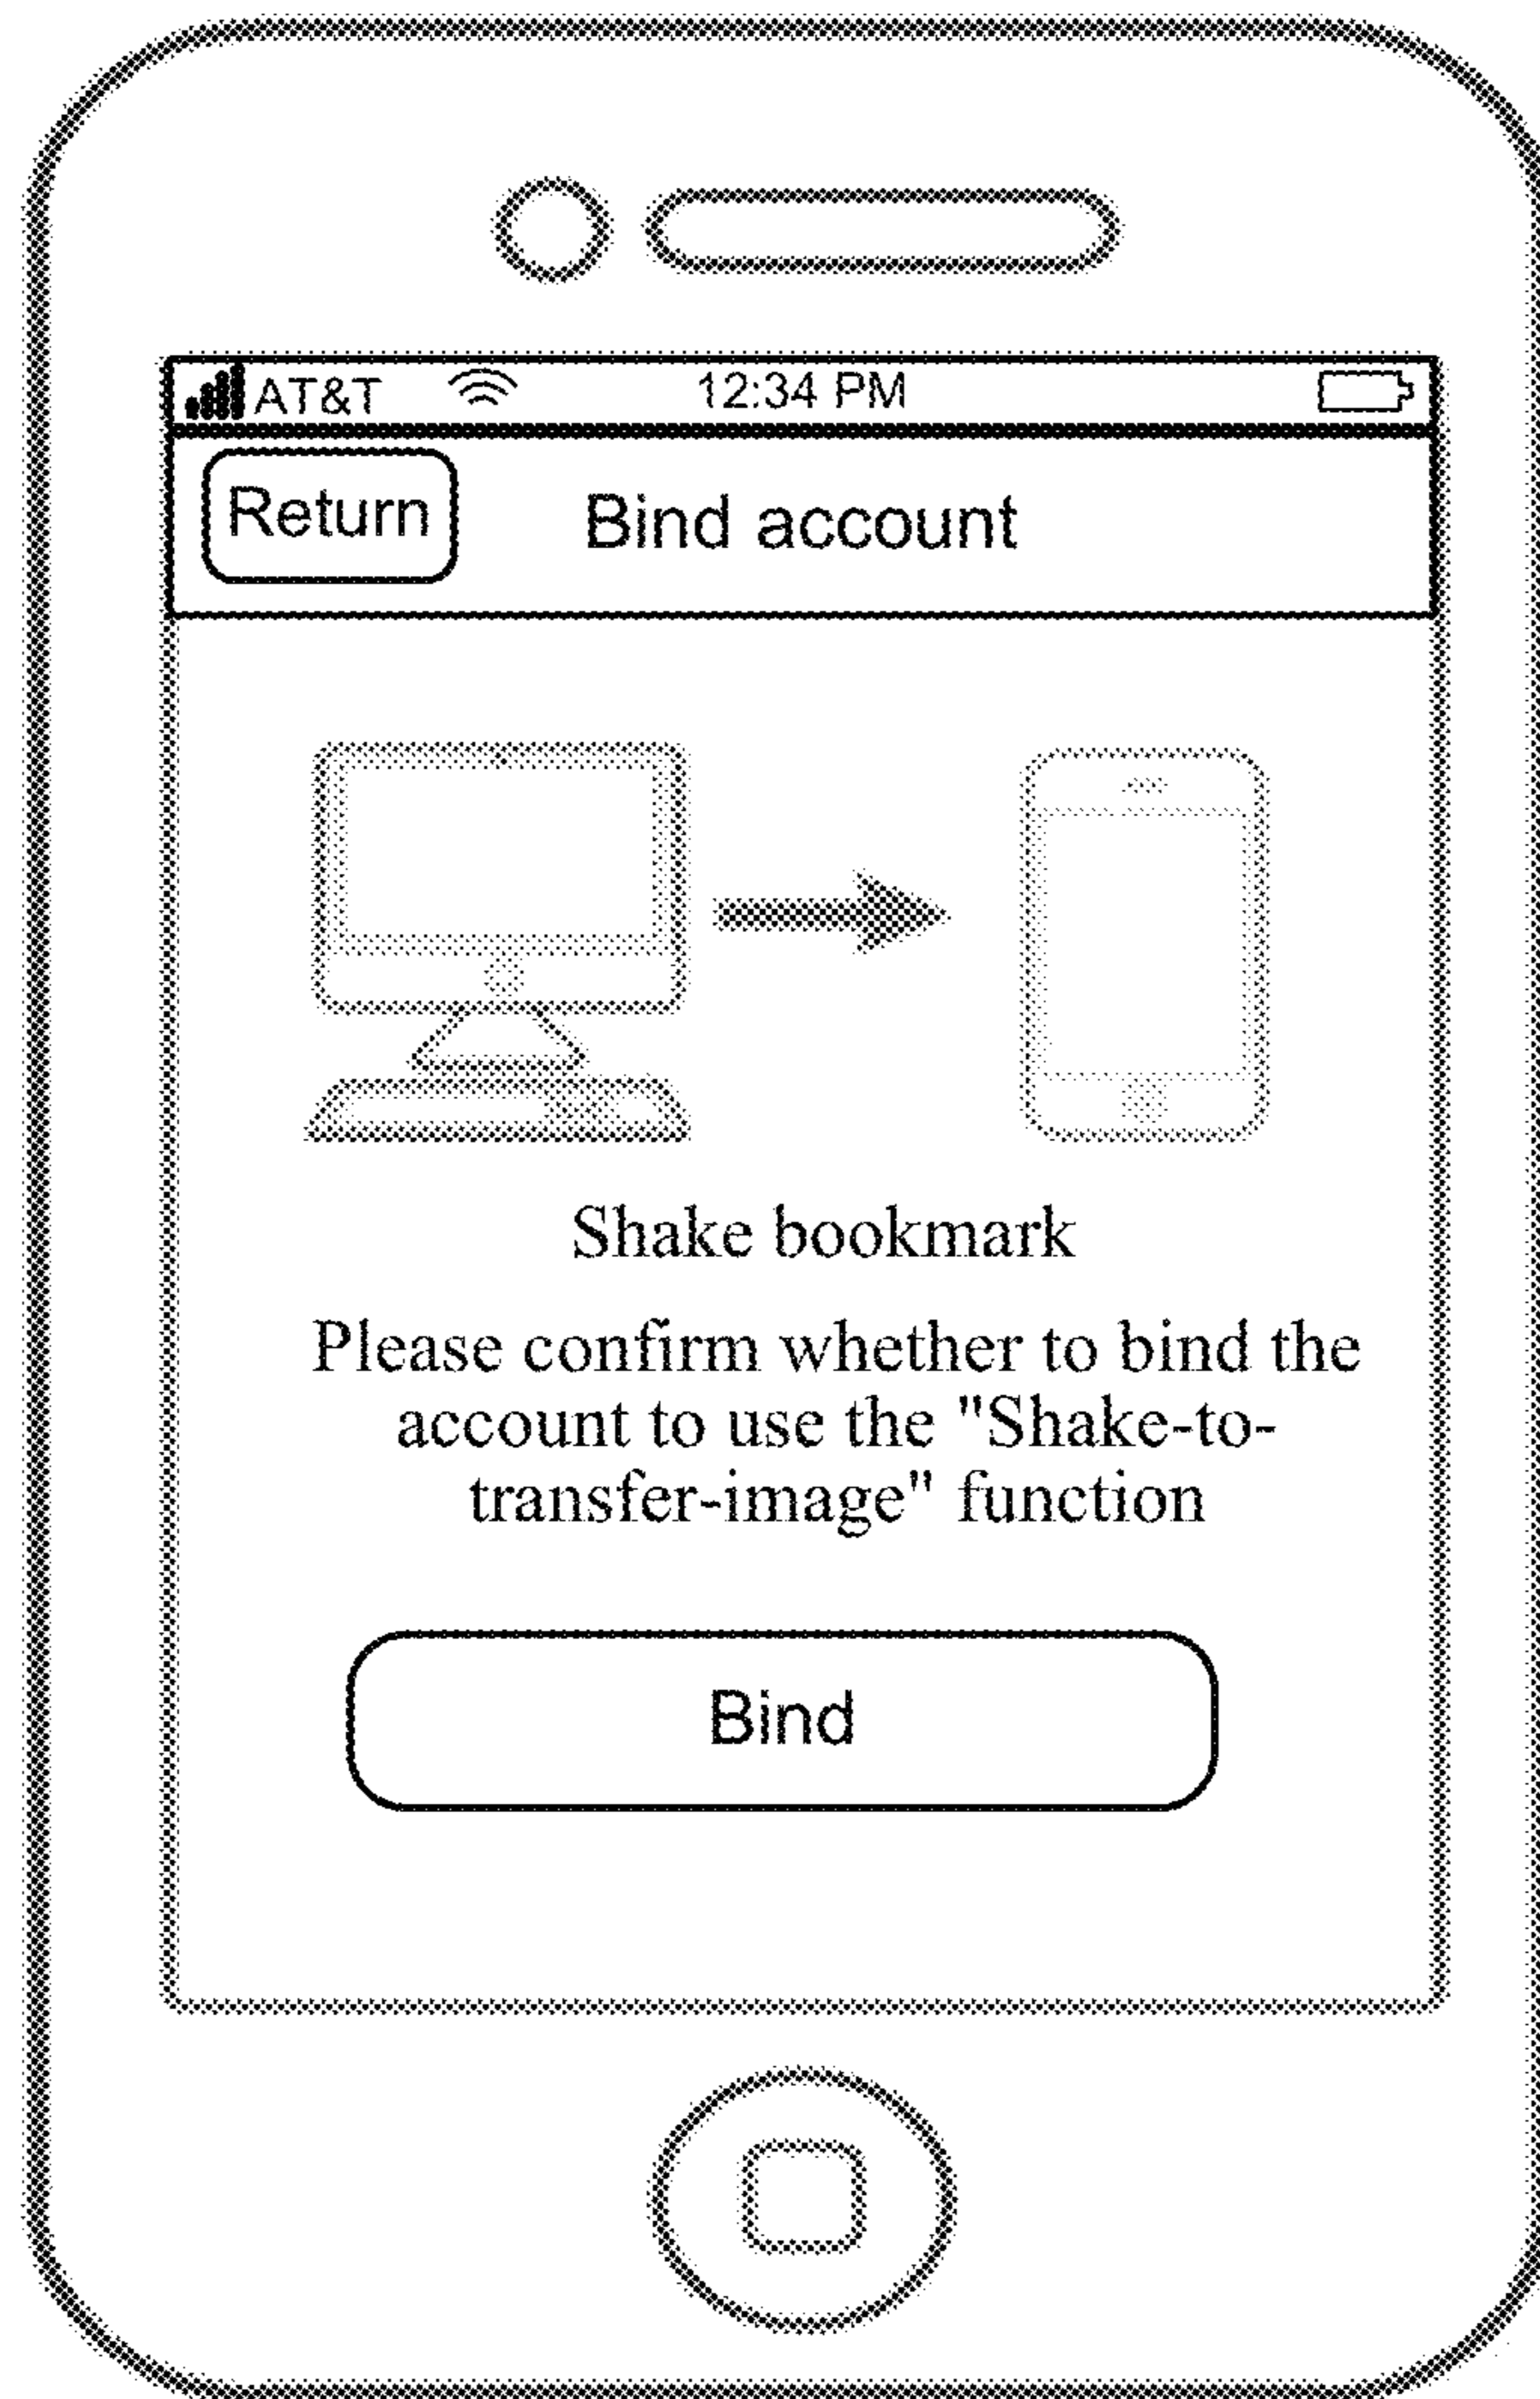 AT&T 12:34 PM
Return Bind account
Shake bookmark
Please confirm whether to bind the
account to use the "Shake-to-
transfer-image" function
Bind